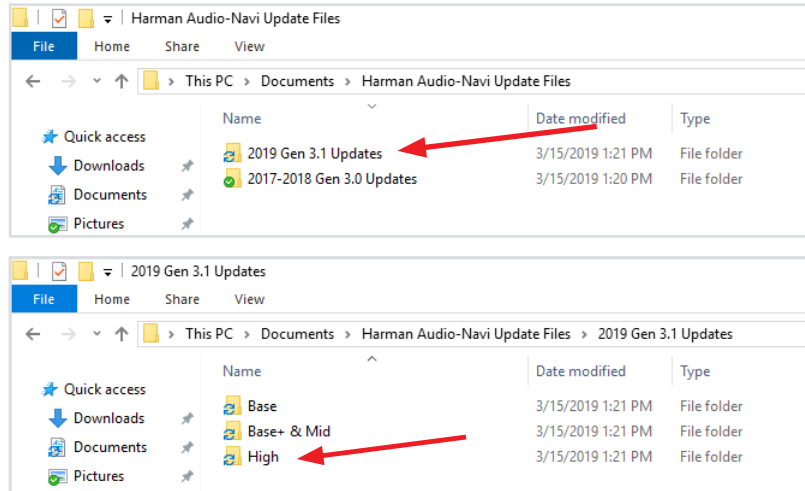 Harman Audio-Navi Update Files
File Home Share View
This PC > Documents > Harman Audio-Navi Update Files
Name Date modified Type
Quick access
2019 Gen 3.1 Updates 3/15/2019 1:21 PM File folder
Downloads
2017-2018 Gen 3.0 Updates 3/15/2019 1:20 PM File folder
Documents
Pictures
2019 Gen 3.1 Updates
File Home Share View
This PC > Documents > Harman Audio-Navi Update Files > 2019 Gen 3.1 Updates
Name Date modified Type
Quick access
Base 3/15/2019 1:21 PM File folder
Downloads
Base+ & Mid 3/15/2019 1:21 PM File folder
Documents
High 3/15/2019 1:21 PM File folder
Pictures